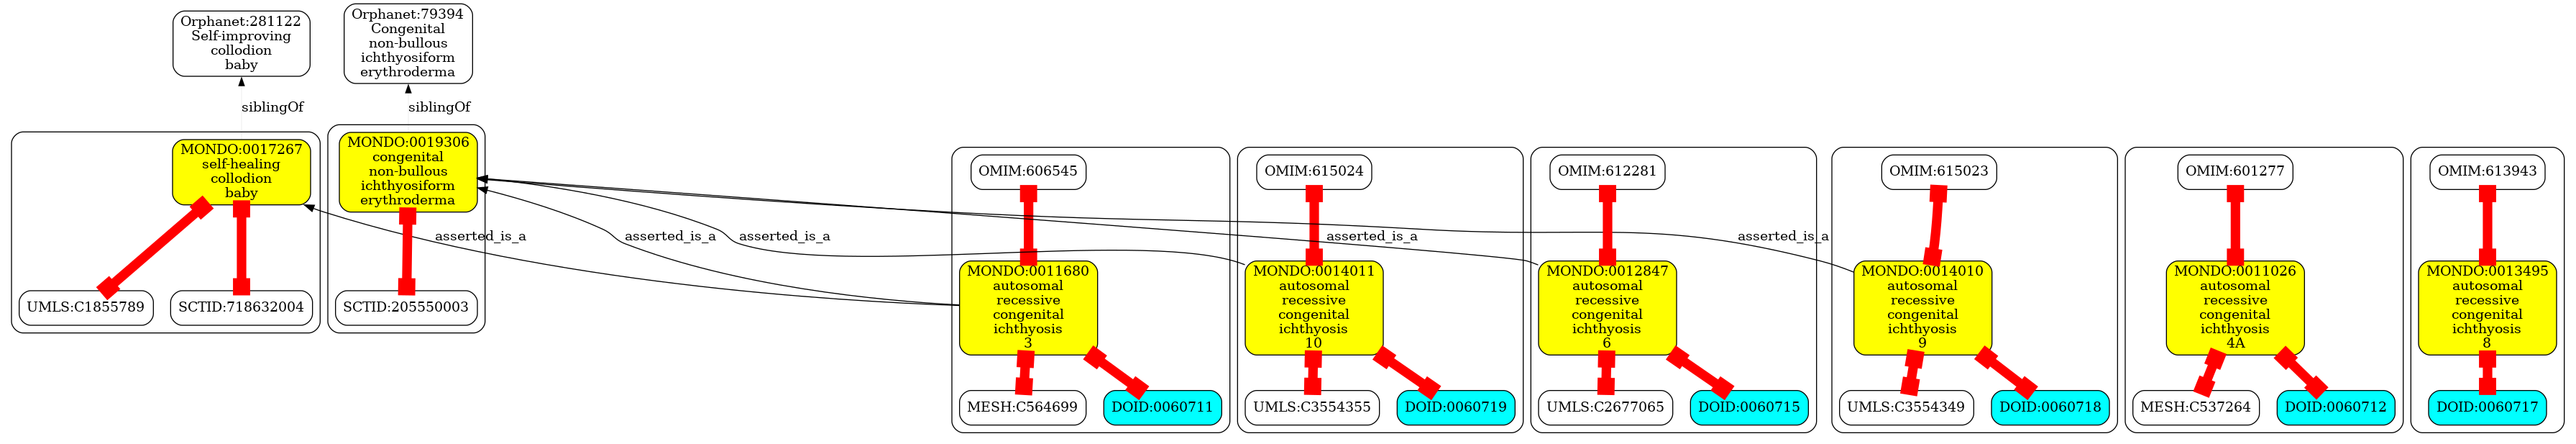 Orphanet:281122
Self-improving
collodion
baby
Orphanet:79394
Congenital
non-bullous
ichthyosiform
erythroderma
siblingOf
siblingOf
MONDO:0017267
self-healing
collodion
baby
MONDO:0019306
congenital
non-bullous
ichthyosiform
erythroderma
OMIM:606545
OMIM:615024
OMIM:612281
OMIM:615023
OMIM:601277
OMIM:613943
asserted_is_a
asserted_is_a
asserted_is_a
asserted_is_a
asserted_is_a
UMLS:C1855789
SCTID:718632004
SCTID:205550003
MONDO:0011680
autosomal
recessive
congenital
ichthyosis
3
MONDO:0014011
autosomal
recessive
congenital
ichthyosis
10
MONDO:0012847
autosomal
recessive
congenital
ichthyosis
6
MONDO:0014010
autosomal
recessive
congenital
ichthyosis
9
MONDO:0011026
autosomal
recessive
congenital
ichthyosis
4A
MONDO:0013495
autosomal
recessive
congenital
ichthyosis
8
MESH:C564699
DOID:0060711
UMLS:C3554355
DOID:0060719
UMLS:C2677065
DOID:0060715
UMLS:C3554349
DOID:0060718
MESH:C537264
DOID:0060712
DOID:0060717